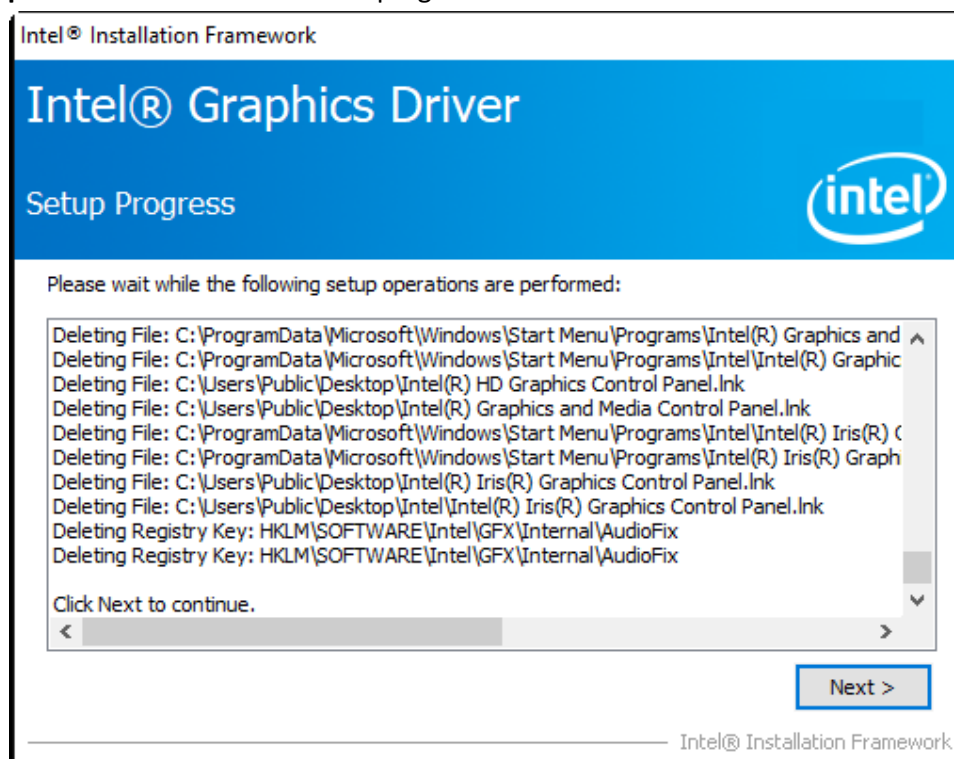 Intel® Installation Framework
Intel® Graphics Driver
Setup Progress
intel
Please wait while the following setup operations are performed:
Deleting File: C:\ProgramData\Microsoft\Windows\Start Menu\Programs\Intel(R) Graphics and
Deleting File: C:\ProgramData\Microsoft\Windows\Start Menu\Programs\Intel\Intel(R) Graphic
Deleting File: C:\Users\Public\Desktop\Intel(R) HD Graphics Control Panel.lnk
Deleting File: C:\Users\Public\Desktop\Intel(R) Graphics and Media Control Panel.lnk
Deleting File: C:\ProgramData\Microsoft\Windows\Start Menu\Programs\Intel\Intel(R) Iris(R) G
Deleting File: C:\ProgramData\Microsoft\Windows\Start Menu\Programs\Intel(R) Iris(R) Graphi
Deleting File: C:\Users\Public\Desktop\Intel(R) Iris(R) Graphics Control Panel.lnk
Deleting File: C:\Users\Public\Desktop\Intel\Intel(R) Iris(R) Graphics Control Panel.lnk
Deleting Registry Key: HKLM\SOFTWARE\Intel\GFX\Internal\AudioFix
Deleting Registry Key: HKLM\SOFTWARE\Intel\GFX\Internal\AudioFix
Click Next to continue.
Next >
Intel® Installation Framework